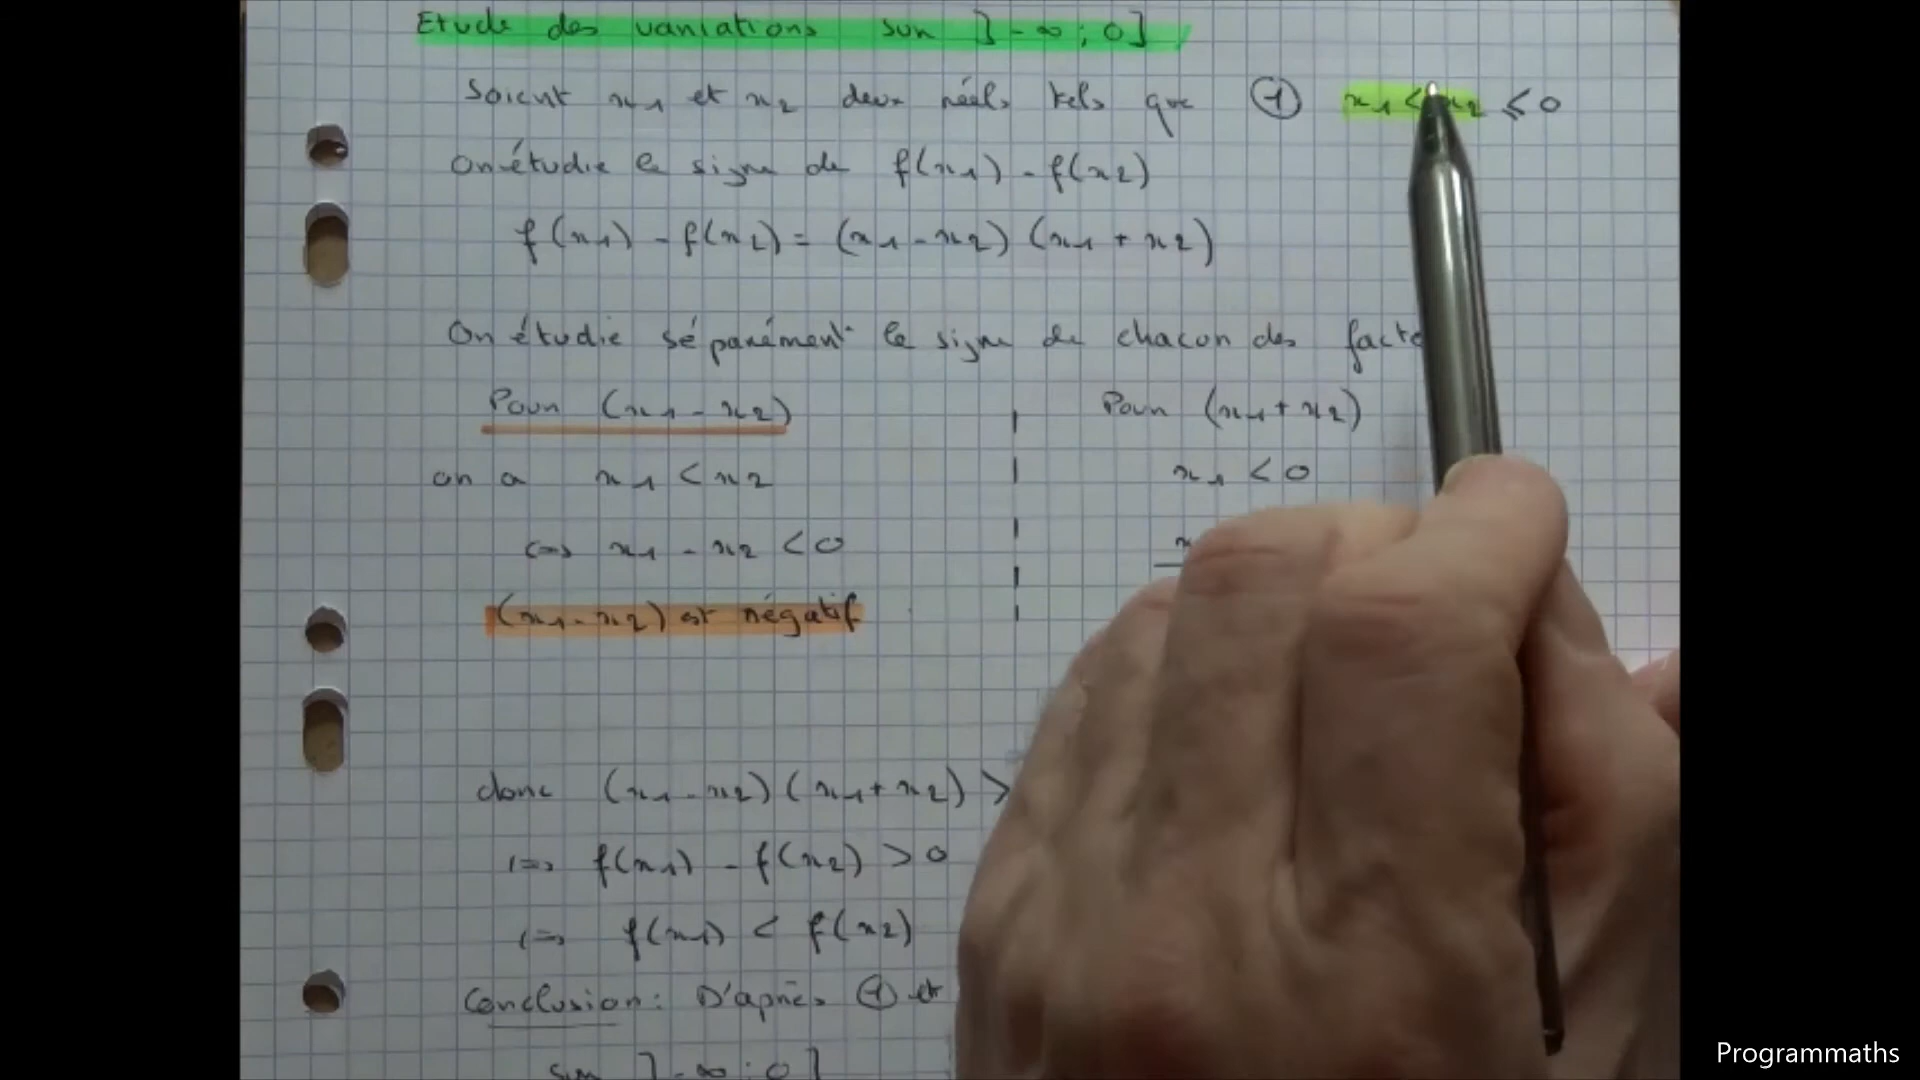 Etude des variations sur ]-∞ ; 0]
Soient x1 et x2 deux réels tels que ① x1 < x2 ≤ 0
On étudie le signe de f(x1) - f(x2)
f(x1) - f(x2) = (x1 - x2) (x1 + x2)
On étudie séparément le signe de chacun des facte
Pour (x1 - x2)
Pour (x1 + x2)
on a x1 < x2
x1 < 0
<=> x1 - x2 < 0
(x1 - x2) est négatif
donc (x1 - x2) (x1 + x2) >
<=> f(x1) - f(x2) > 0
<=> f(x1) < f(x2)
Conclusion : D'après ① et
sur ]-∞ ; 0]
Programmaths